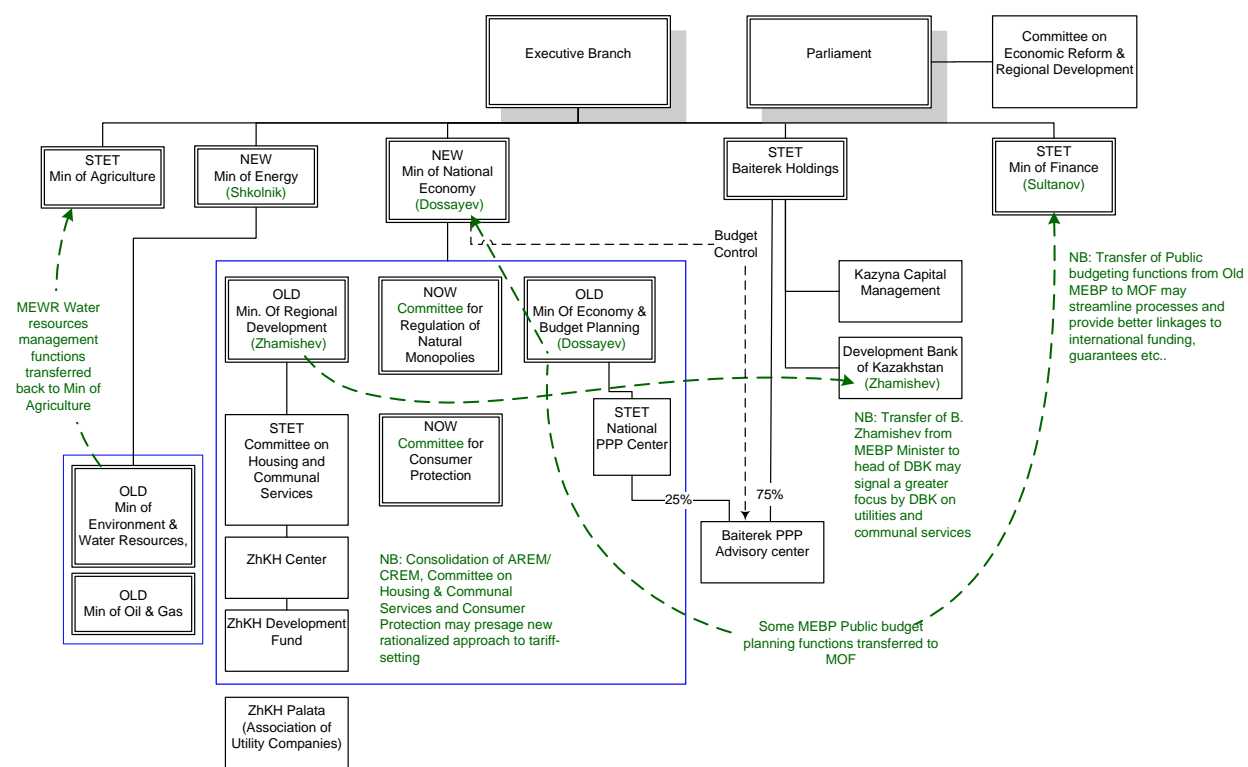 Executive Branch
Parliament
Committee on
Economic Reform &
Regional Development
STET
Min of Agriculture
NEW
Min of Energy
(Shkolnik)
NEW
Min of National
Economy
(Dossayev)
STET
Baiterek Holdings
STET
Min of Finance
(Sultanov)
Budget
Control
NB: Transfer of Public
budgeting functions from Old
MEBP to MOF may
streamline processes and
provide better linkages to
international funding,
guarantees etc..
MEWR Water
resources
management
functions
transferred
back to Min of
Agriculture
OLD
Min. Of Regional
Development
(Zhamishev)
NOW
Committee for
Regulation of
Natural
Monopolies
OLD
Min Of Economy &
Budget Planning
(Dossayev)
Kazyna Capital
Management
Development Bank
of Kazakhstan
(Zhamishev)
STET
Committee on
Housing and
Communal
Services
NOW
Committee for
Consumer
Protection
STET
National
PPP Center
NB: Transfer of B.
Zhamishev from
MEBP Minister to
head of DBK may
signal a greater
focus by DBK on
utilities and
communal services
25%
75%
OLD
Min of
Environment &
Water Resources,
Baiterek PPP
Advisory center
ZhKH Center
NB: Consolidation of AREM/
CREM, Committee on
Housing & Communal
Services and Consumer
Protection may presage new
rationalized approach to tariff-
setting
OLD
Min of Oil & Gas
ZhKH Development
Fund
Some MEBP Public budget
planning functions transferred to
MOF
ZhKH Palata
(Association of
Utility Companies)